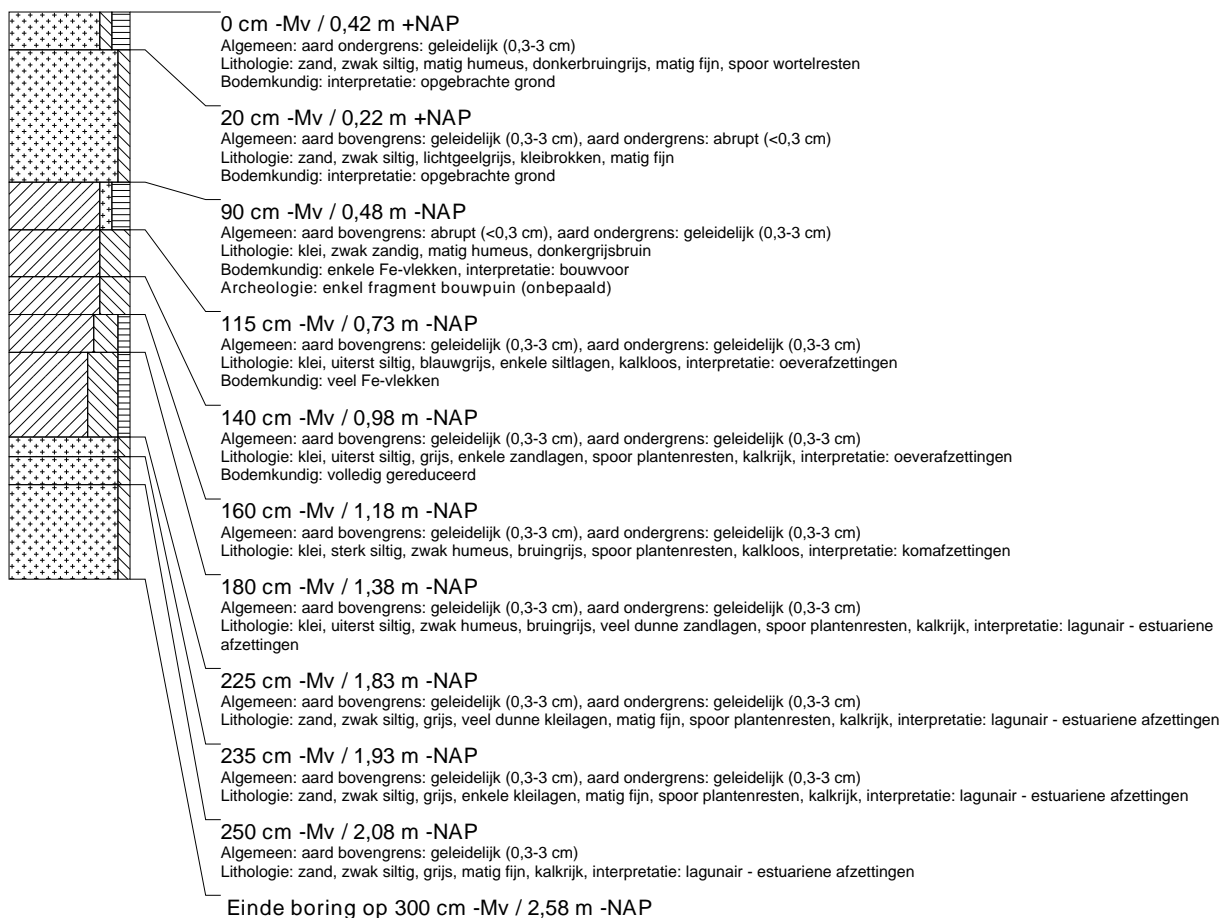 0 cm -Mv / 0,42 m +NAP
Algemeen: aard ondergrens: geleidelijk (0,3-3 cm)
Lithologie: zand, zwak siltig, matig humeus, donkerbruingrijs, matig fijn, spoor wortelresten
Bodemkundig: interpretatie: opgebrachte grond
20 cm -Mv / 0,22 m +NAP
Algemeen: aard bovengrens: geleidelijk (0,3-3 cm), aard ondergrens: abrupt (<0,3 cm)
Lithologie: zand, zwak siltig, lichtgeelgrijs, kleibrokken, matig fijn
Bodemkundig: interpretatie: opgebrachte grond
90 cm -Mv / 0,48 m -NAP
Algemeen: aard bovengrens: abrupt (<0,3 cm), aard ondergrens: geleidelijk (0,3-3 cm)
Lithologie: klei, zwak zandig, matig humeus, donkergrijsbruin
Bodemkundig: enkele Fe-vlekken, interpretatie: bouwvoor
Archeologie: enkel fragment bouwpuin (onbepaald)
115 cm -Mv / 0,73 m -NAP
Algemeen: aard bovengrens: geleidelijk (0,3-3 cm), aard ondergrens: geleidelijk (0,3-3 cm)
Lithologie: klei, uiterst siltig, blauwgrijs, enkele siltlagen, kalkloos, interpretatie: oeverafzettingen
Bodemkundig: veel Fe-vlekken
140 cm -Mv / 0,98 m -NAP
Algemeen: aard bovengrens: geleidelijk (0,3-3 cm), aard ondergrens: geleidelijk (0,3-3 cm)
Lithologie: klei, uiterst siltig, grijs, enkele zandlagen, spoor plantenresten, kalkrijk, interpretatie: oeverafzettingen
Bodemkundig: volledig gereduceerd
160 cm -Mv / 1,18 m -NAP
Algemeen: aard bovengrens: geleidelijk (0,3-3 cm), aard ondergrens: geleidelijk (0,3-3 cm)
Lithologie: klei, sterk siltig, zwak humeus, bruingrijs, spoor plantenresten, kalkloos, interpretatie: komafzettingen
180 cm -Mv / 1,38 m -NAP
Algemeen: aard bovengrens: geleidelijk (0,3-3 cm), aard ondergrens: geleidelijk (0,3-3 cm)
Lithologie: klei, uiterst siltig, zwak humeus, bruingrijs, veel dunne zandlagen, spoor plantenresten, kalkrijk, interpretatie: lagunair - estuariene
afzettingen
225 cm -Mv / 1,83 m -NAP
Algemeen: aard bovengrens: geleidelijk (0,3-3 cm), aard ondergrens: geleidelijk (0,3-3 cm)
Lithologie: zand, zwak siltig, grijs, veel dunne kleilagen, matig fijn, spoor plantenresten, kalkrijk, interpretatie: lagunair - estuariene afzettingen
235 cm -Mv / 1,93 m -NAP
Algemeen: aard bovengrens: geleidelijk (0,3-3 cm), aard ondergrens: geleidelijk (0,3-3 cm)
Lithologie: zand, zwak siltig, grijs, enkele kleilagen, matig fijn, spoor plantenresten, kalkrijk, interpretatie: lagunair - estuariene afzettingen
250 cm -Mv / 2,08 m -NAP
Algemeen: aard bovengrens: geleidelijk (0,3-3 cm)
Lithologie: zand, zwak siltig, grijs, matig fijn, kalkrijk, interpretatie: lagunair - estuariene afzettingen
Einde boring op 300 cm -Mv / 2,58 m -NAP